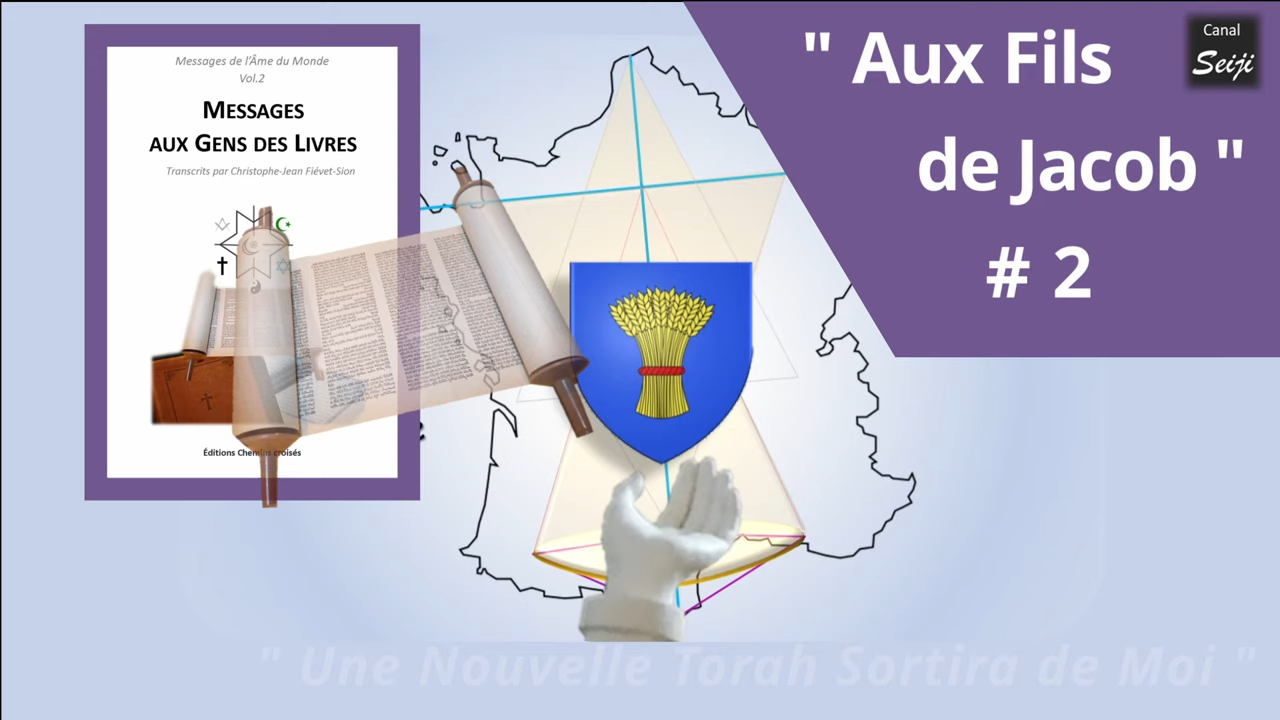 Messages de l'Âme du Monde
Vol.2
MESSAGES
AUX GENS DES LIVRES
Transcrits par Christophe-Jean Fiévet-Sion
Éditions Chemins croisés
" Aux Fils
de Jacob "
# 2
Canal
Seiji
" Une Nouvelle Torah Sortira de Moi "